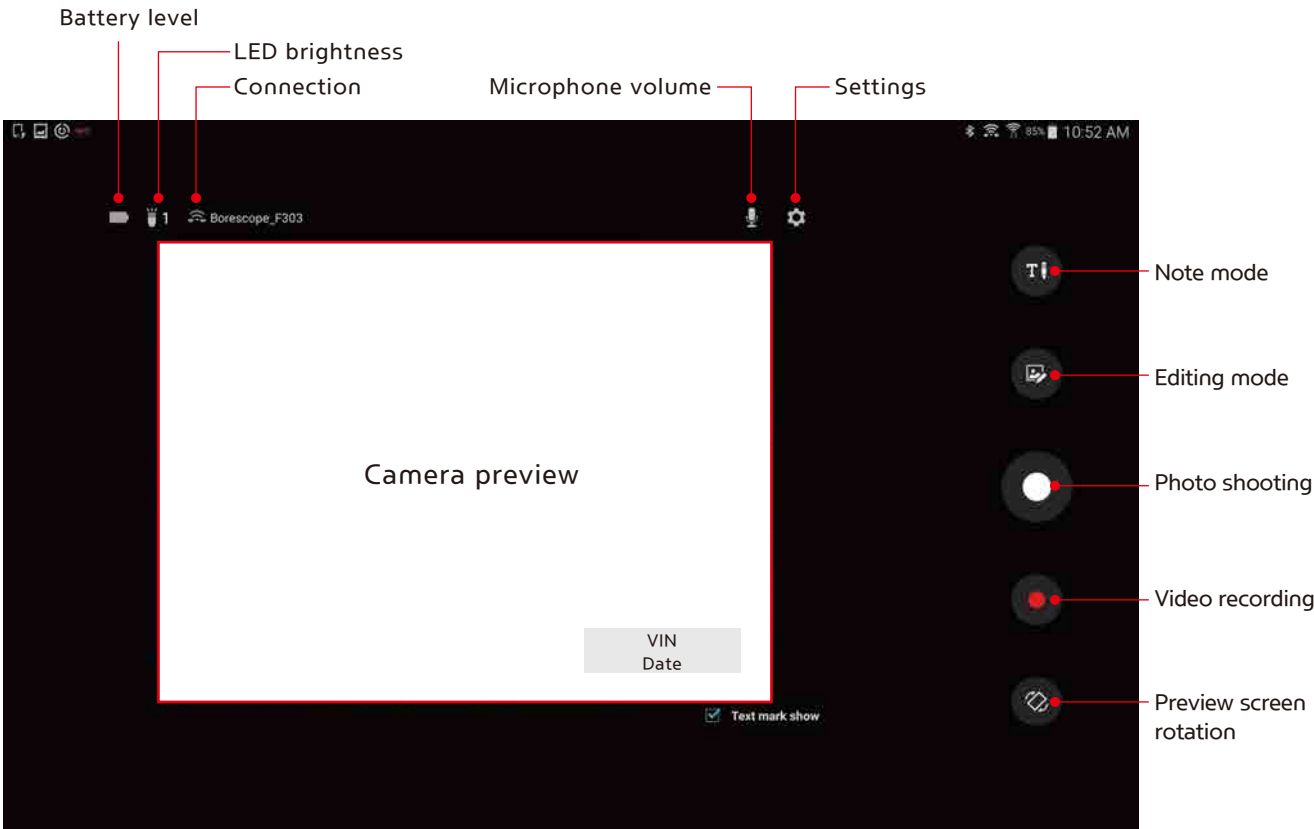 Battery level
LED brightness
Connection
Microphone volume
Settings
85% 10:52 AM
1 Borescope_F303
Note mode
Editing mode
Camera preview
Photo shooting
Video recording
VIN
Date
Text mark show
Preview screen
rotation